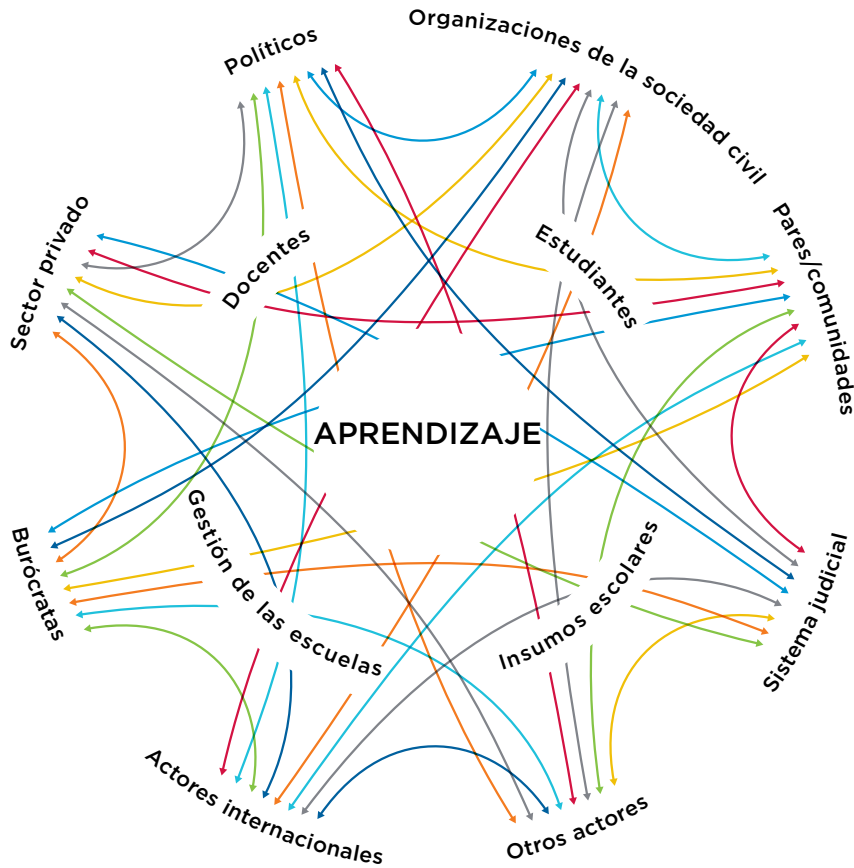 Políticos
Organizaciones de la sociedad civil
Sector privado
Docentes
Estudiantes
Pares/comunidades
APRENDIZAJE
Burócratas
Gestión de las escuelas
Insumos escolares
Sistema judicial
Actores internacionales
Otros actores